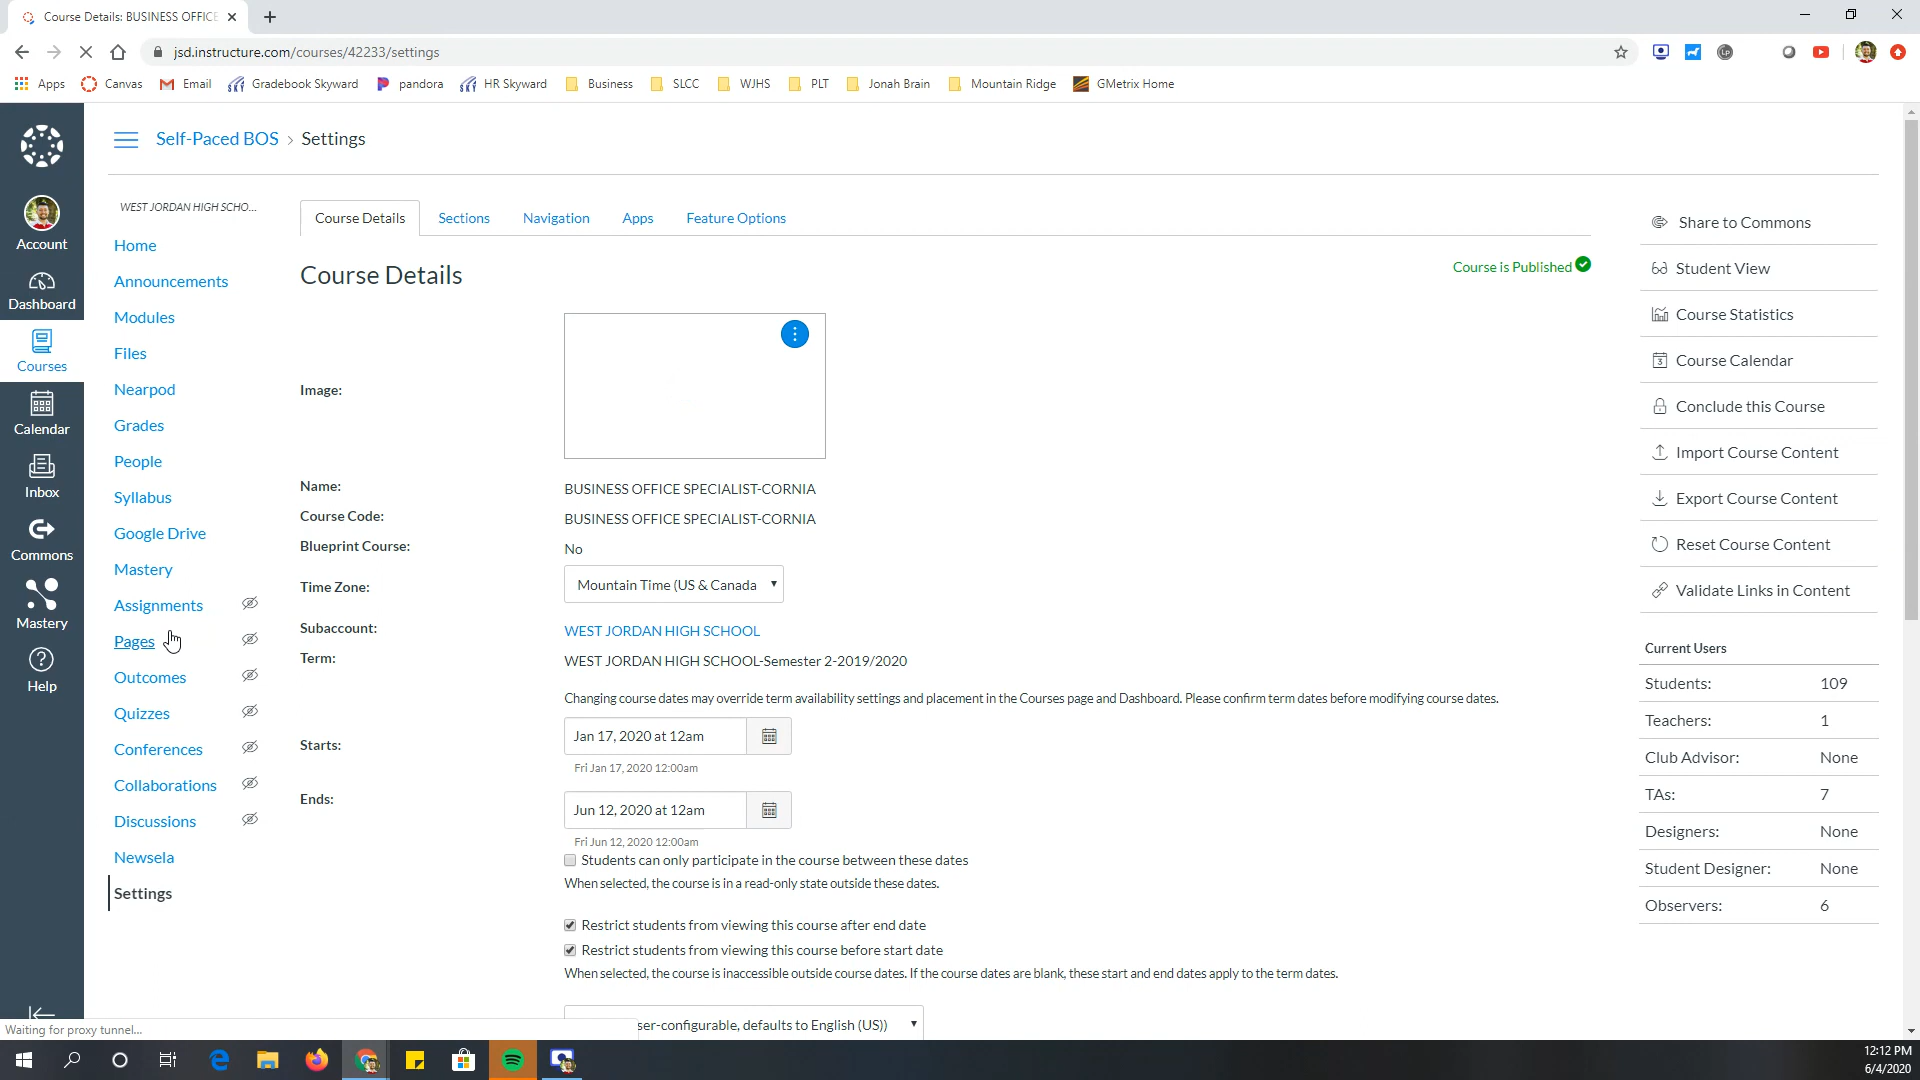 Course Details: BUSINESS OFFICE
jsd.instructure.com/courses/42233/settings
Apps Canvas Email Gradebook Skyward pandora HR Skyward Business SLCC WJHS PLT Jonah Brain Mountain Ridge GMetrix Home
Self-Paced BOS > Settings
Account
Dashboard
Courses
Calendar
Inbox
Commons
Mastery
Help
WEST JORDAN HIGH SCHO...
Home
Announcements
Modules
Files
Nearpod
Grades
People
Syllabus
Google Drive
Mastery
Assignments
Pages
Outcomes
Quizzes
Conferences
Collaborations
Discussions
Newsela
Settings
Course Details Sections Navigation Apps Feature Options
Course Details
Course is Published
Image:
Name: BUSINESS OFFICE SPECIALIST-CORNIA
Course Code: BUSINESS OFFICE SPECIALIST-CORNIA
Blueprint Course: No
Time Zone: Mountain Time (US & Canada
Subaccount: WEST JORDAN HIGH SCHOOL
Term: WEST JORDAN HIGH SCHOOL-Semester 2-2019/2020
Changing course dates may override term availability settings and placement in the Courses page and Dashboard. Please confirm term dates before modifying course dates.
Starts: Jan 17, 2020 at 12am
Fri Jan 17, 2020 12:00am
Ends: Jun 12, 2020 at 12am
Fri Jun 12, 2020 12:00am
Students can only participate in the course between these dates
When selected, the course is in a read-only state outside these dates.
Restrict students from viewing this course after end date
Restrict students from viewing this course before start date
When selected, the course is inaccessible outside course dates. If the course dates are blank, these start and end dates apply to the term dates.
ser-configurable, defaults to English (US))
Share to Commons
Student View
Course Statistics
Course Calendar
Conclude this Course
Import Course Content
Export Course Content
Reset Course Content
Validate Links in Content
Current Users
Students: 109
Teachers: 1
Club Advisor: None
TAs: 7
Designers: None
Student Designer: None
Observers: 6
Waiting for proxy tunnel...
12:12 PM
6/4/2020